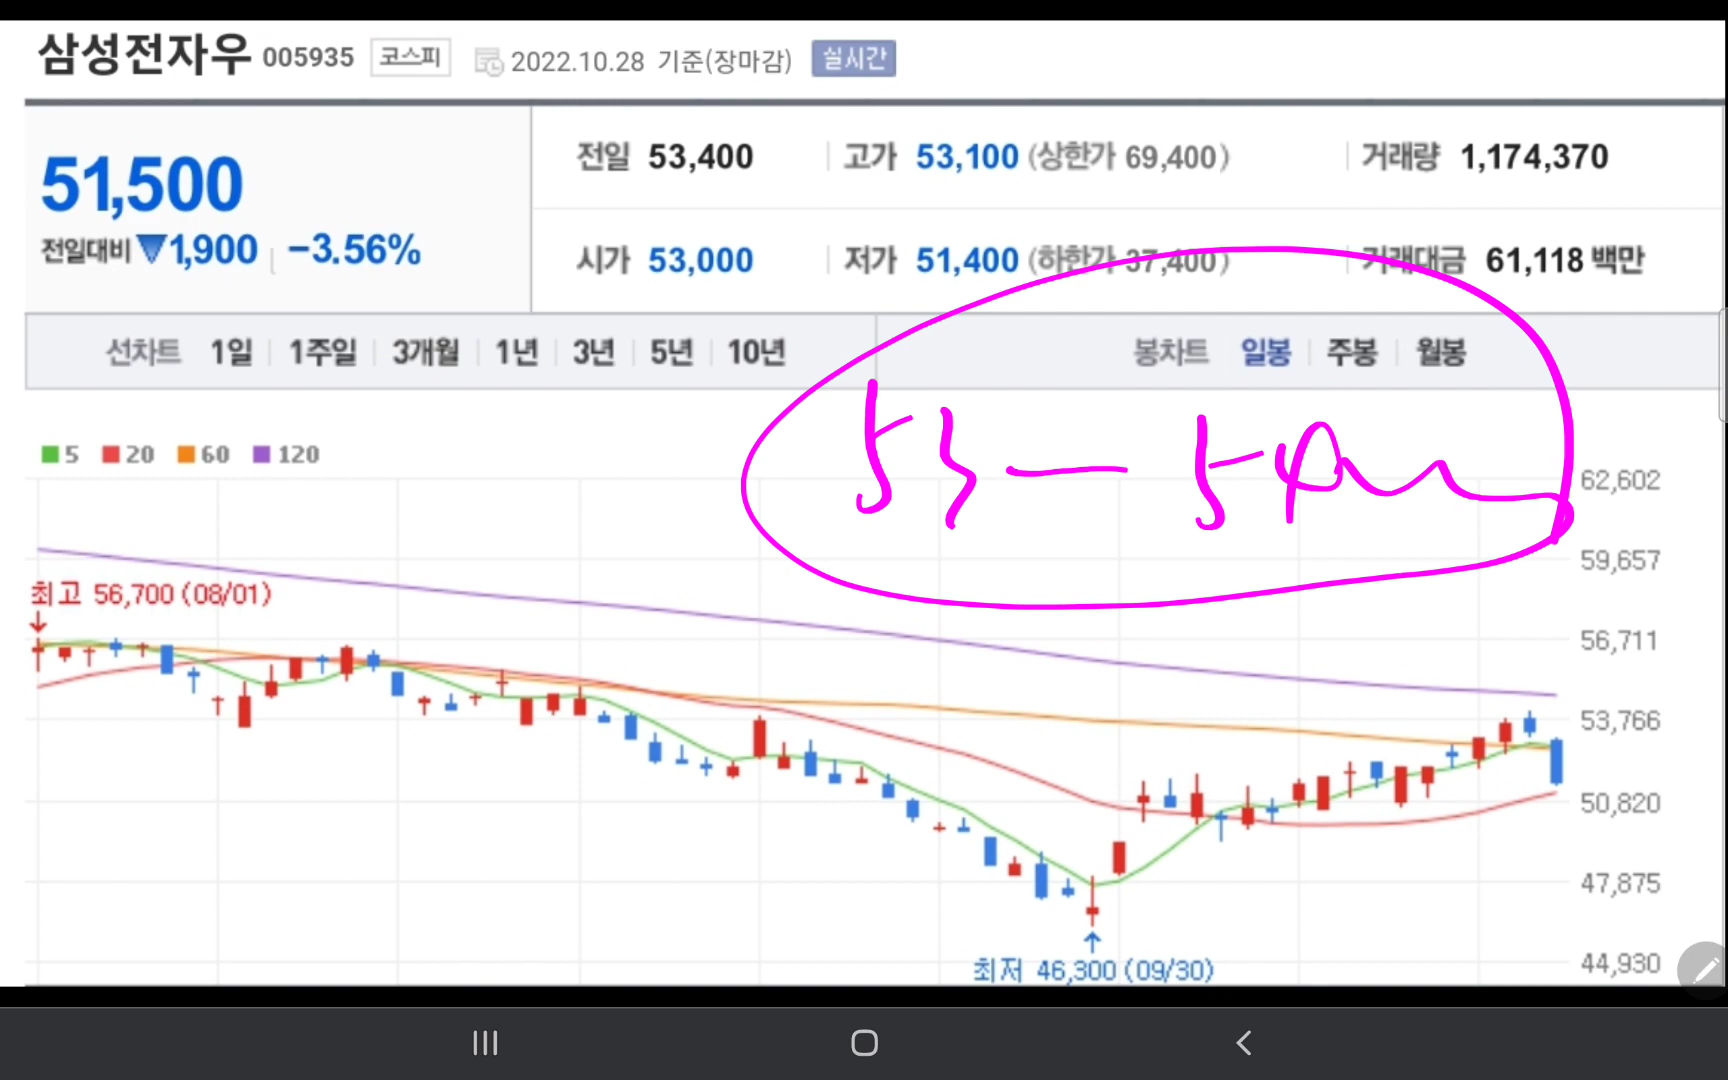 삼성전자우 005935 코스피 2022.10.28 기준(장마감) 실시간
51,500
전일대비 ▼1,900 | -3.56%
전일 53,400 | 고가 53,100 (상한가 69,400) | 거래량 1,174,370
시가 53,000 | 저가 51,400 (하한가 37,400) | 거래대금 61,118 백만
선차트 1일 | 1주일 | 3개월 | 1년 | 3년 | 5년 | 10년
봉차트 일봉 | 주봉 | 월봉
5 20 60 120
최고 56,700 (08/01)
최저 46,300 (09/30)
62,602
59,657
56,711
53,766
50,820
47,875
44,930